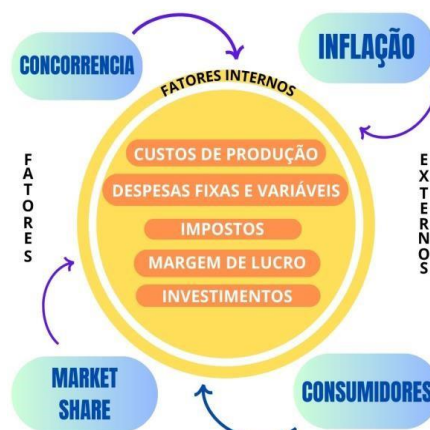 CONCORRENCIA
INFLAÇÃO
FATORES INTERNOS
CUSTOS DE PRODUÇÃO
DESPESAS FIXAS E VARIÁVEIS
IMPOSTOS
MARGEM DE LUCRO
INVESTIMENTOS
FATORES
EXTERNOS
MARKET
SHARE
CONSUMIDORES